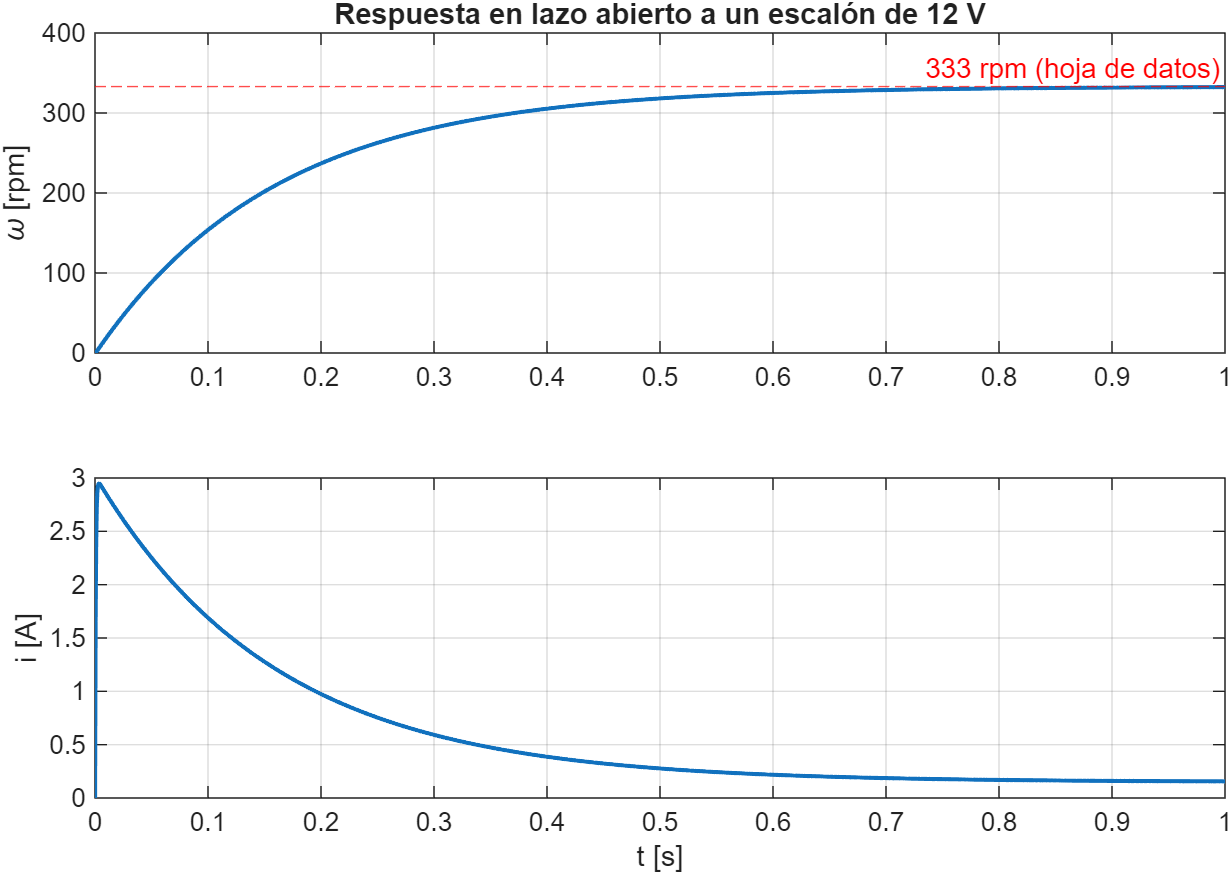 Respuesta en lazo abierto a un escalón de 12 V
400
333 rpm (hoja de datos)
300
200
100
0
ω [rpm]
0 0.1 0.2 0.3 0.4 0.5 0.6 0.7 0.8 0.9 1
3
2.5
2
1.5
1
0.5
0
i [A]
0 0.1 0.2 0.3 0.4 0.5 0.6 0.7 0.8 0.9 1
t [s]